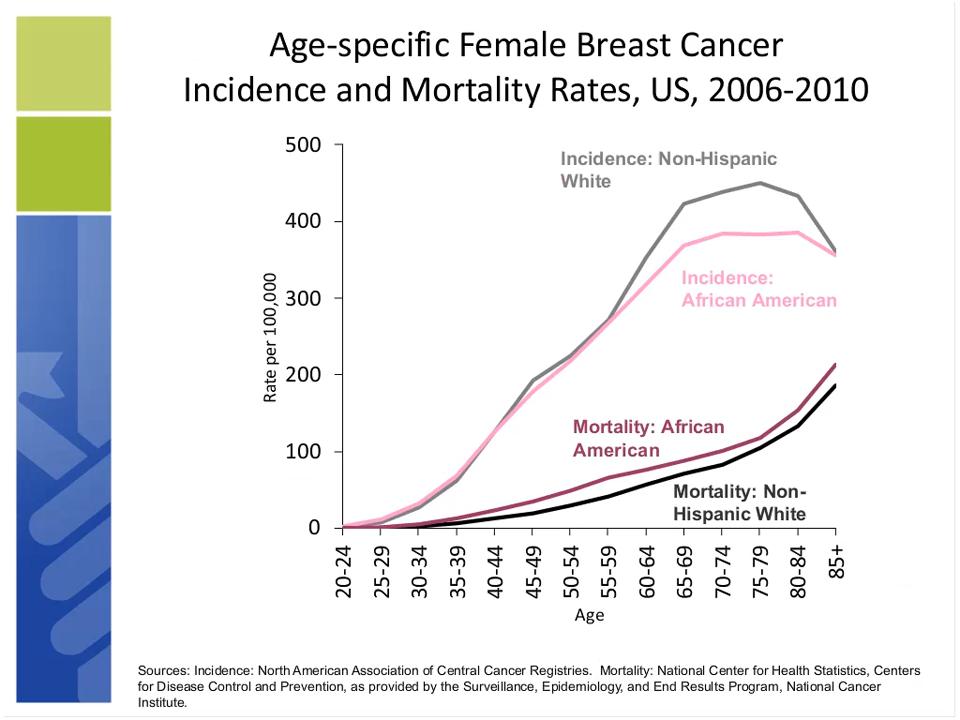 Age-specific Female Breast Cancer
Incidence and Mortality Rates, US, 2006-2010
500
400
300
200
100
0
Rate per 100,000
Incidence: Non-Hispanic
White
Incidence:
African American
Mortality: African
American
Mortality: Non-
Hispanic White
20-24
25-29
30-34
35-39
40-44
45-49
50-54
55-59
60-64
65-69
70-74
75-79
80-84
85+
Age
Sources: Incidence: North American Association of Central Cancer Registries. Mortality: National Center for Health Statistics, Centers
for Disease Control and Prevention, as provided by the Surveillance, Epidemiology, and End Results Program, National Cancer
Institute.